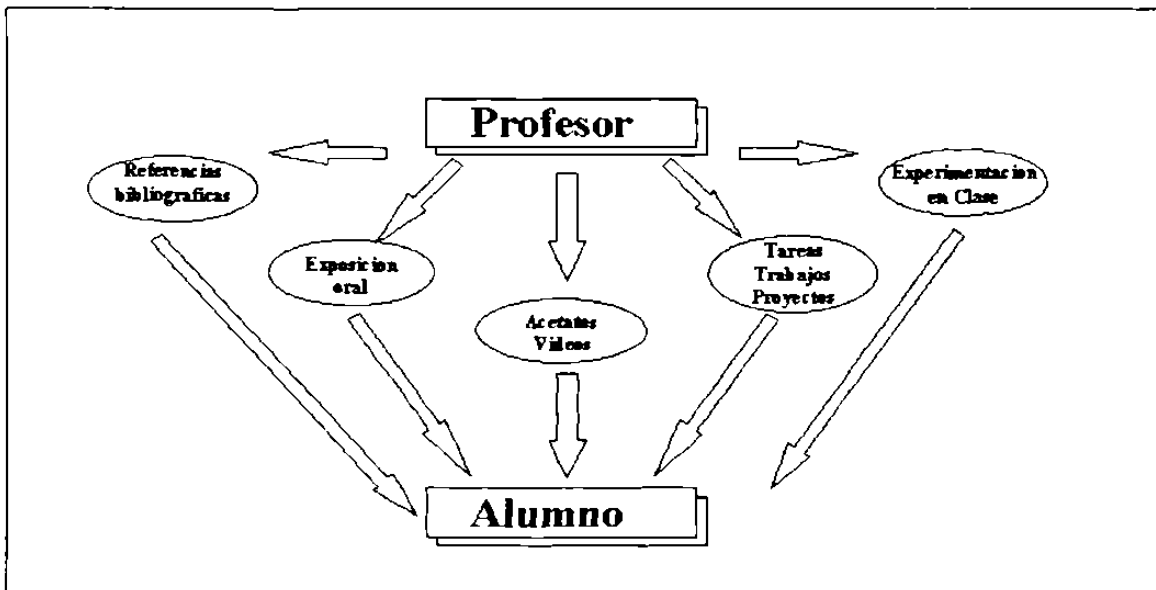 Profesor
Referencias
bibliograficas
Exposicion
oral
Acetatos
Videos
Tareas
Trabajos
Proyectos
Experimentacion
en Clase
Alumno